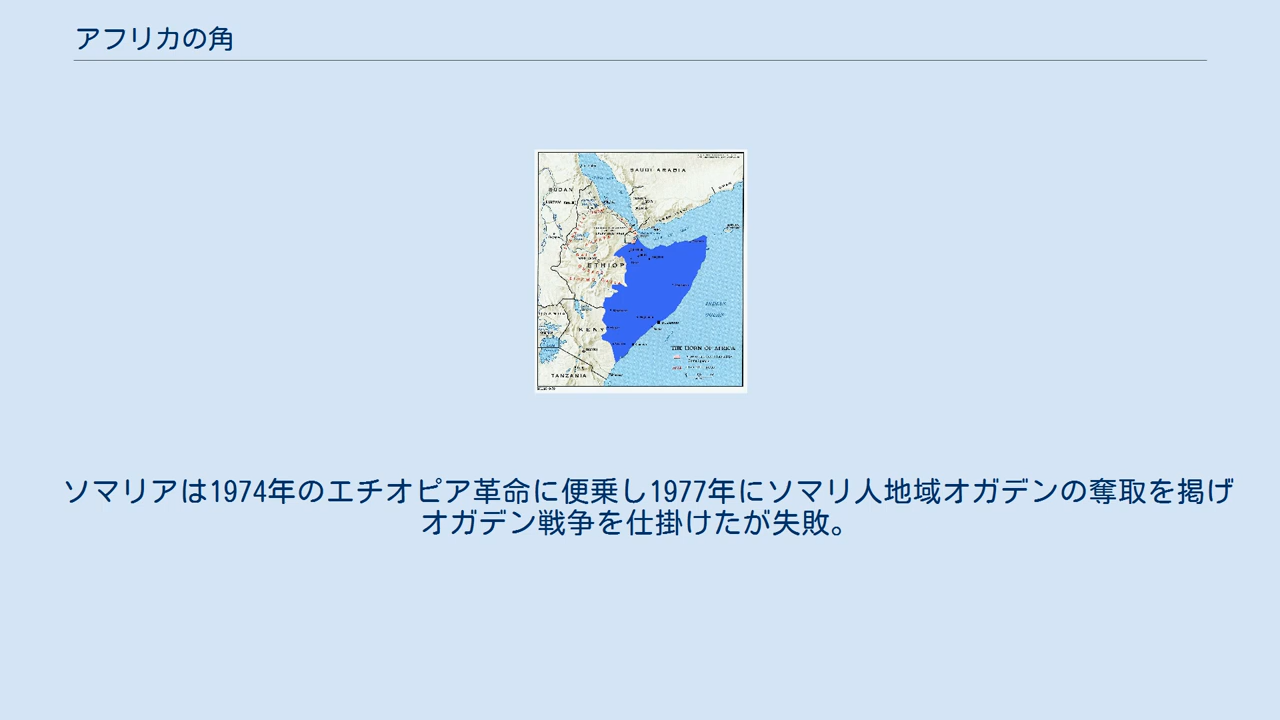 アフリカの角
SAUDI ARABIA
SUDAN
ETHIOP
INDIAN
OCEAN
KENY
THE HORN OF AFRICA
TANZANIA
ソマリアは1974年のエチオピア革命に便乗し1977年にソマリ人地域オガデンの奪取を掲げ
オガデン戦争を仕掛けたが失敗。